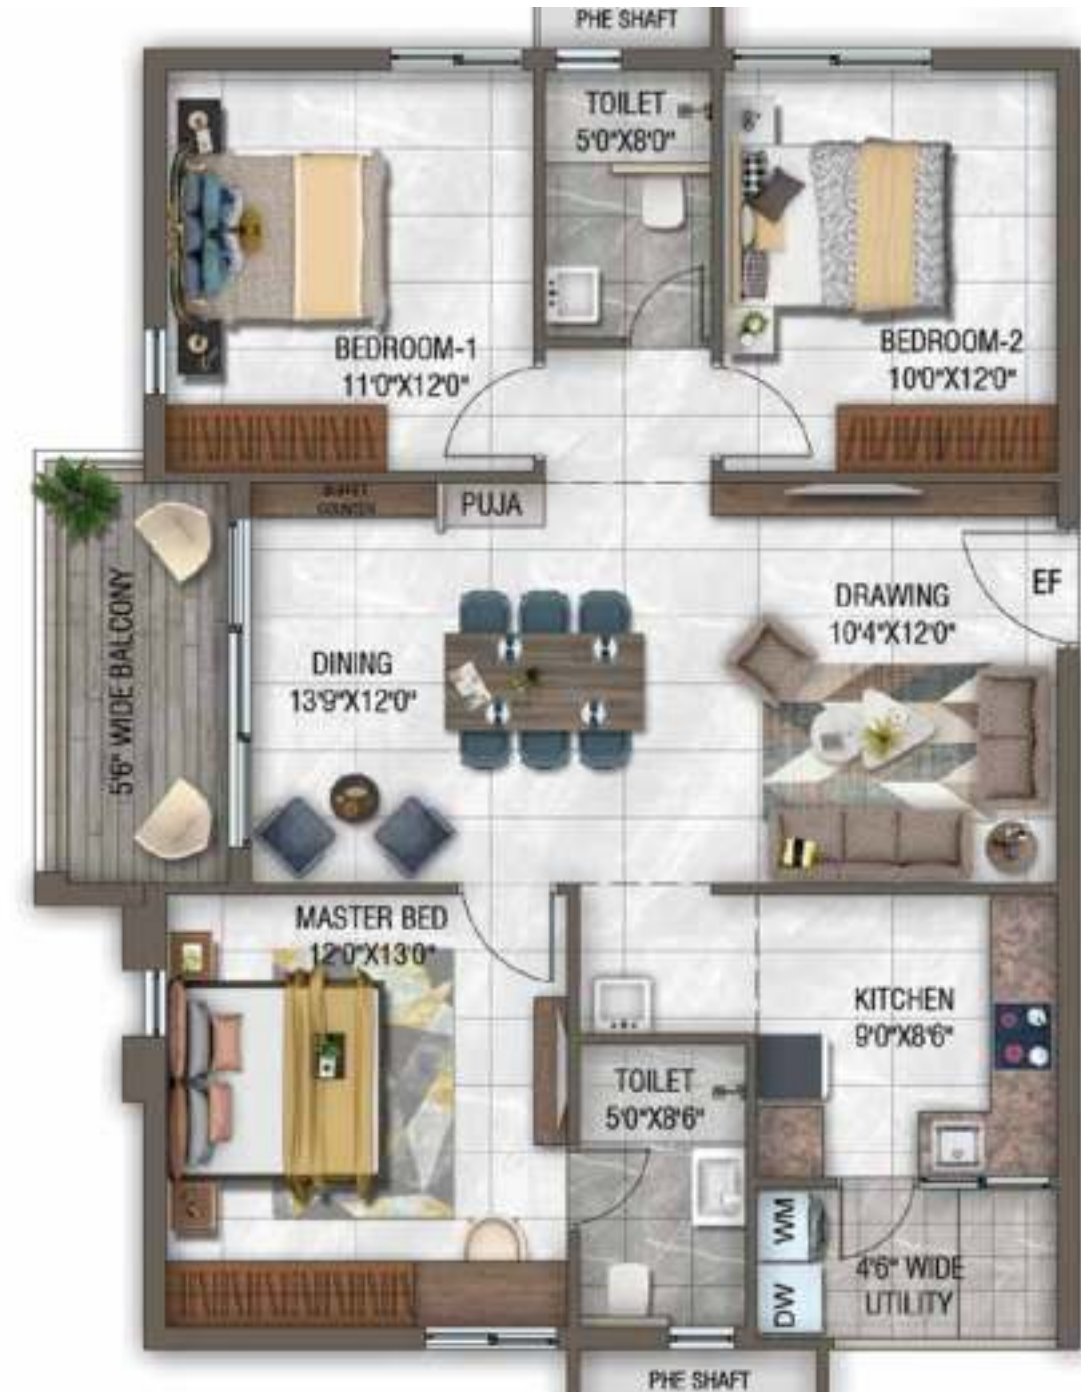 PHE SHAFT
TOILET
5'0"X8'0"
BEDROOM-1
11'0"X12'0"
BEDROOM-2
10'0"X12'0"
COUNTER
PUJA
EF
DRAWING
10'4"X12'0"
DINING
13'9"X12'0"
5'6" WIDE BALCONY
MASTER BED
12'0"X13'0"
KITCHEN
9'0"X8'6"
TOILET
5'0"X8'6"
WM
DW
4'6" WIDE
UTILITY
PHE SHAFT